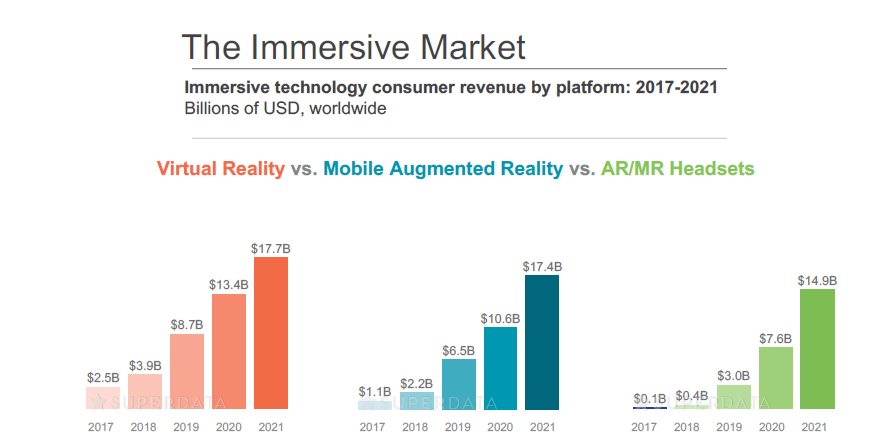 The Immersive Market
Immersive technology consumer revenue by platform: 2017-2021
Billions of USD, worldwide
Virtual Reality vs. Mobile Augmented Reality vs. AR/MR Headsets
$2.5B
$3.9B
$8.7B
$13.4B
$17.7B
SUPERDATA
2017 2018 2019 2020 2021
$1.1B
$2.2B
$6.5B
$10.6B
$17.4B
SUPERDATA
2017 2018 2019 2020 2021
$0.1B
$0.4B
$3.0B
$7.6B
$14.9B
SUPERDATA
2017 2018 2019 2020 2021